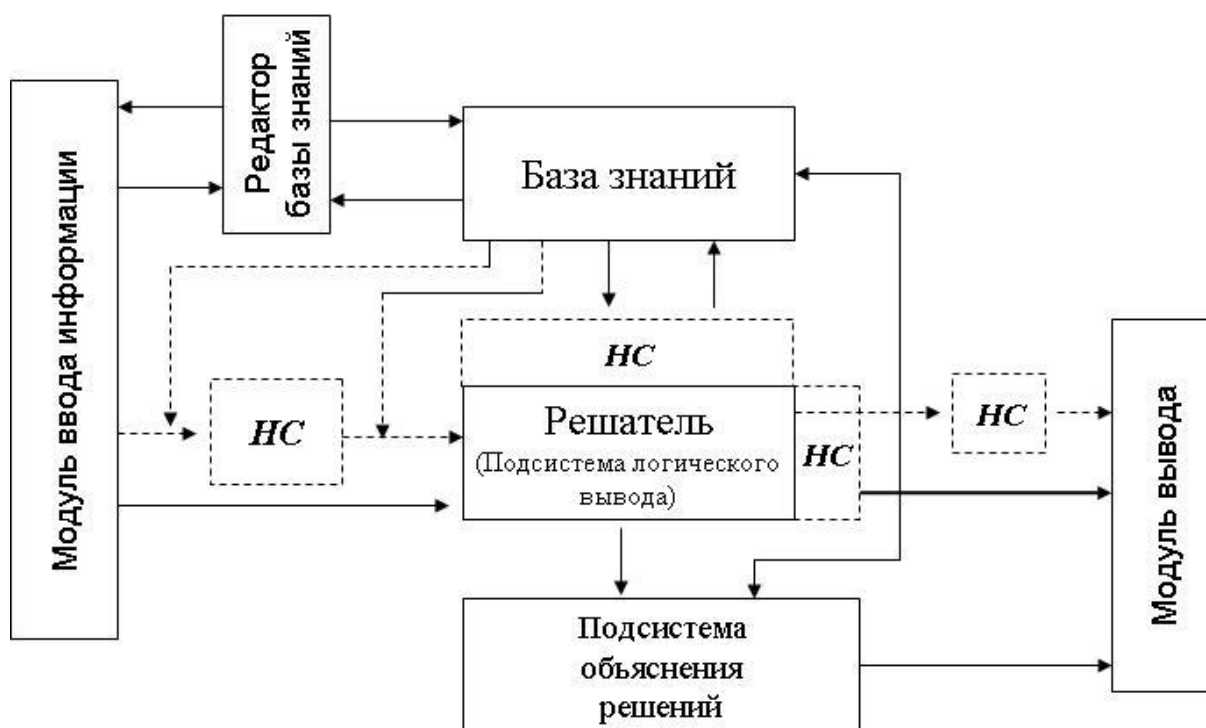 Модуль ввода информации
Редактор
базы знаний
База знаний
НС
НС
Решатель
(Подсистема логического
вывода)
НС
НС
Модуль вывода
Подсистема
объяснения
решений